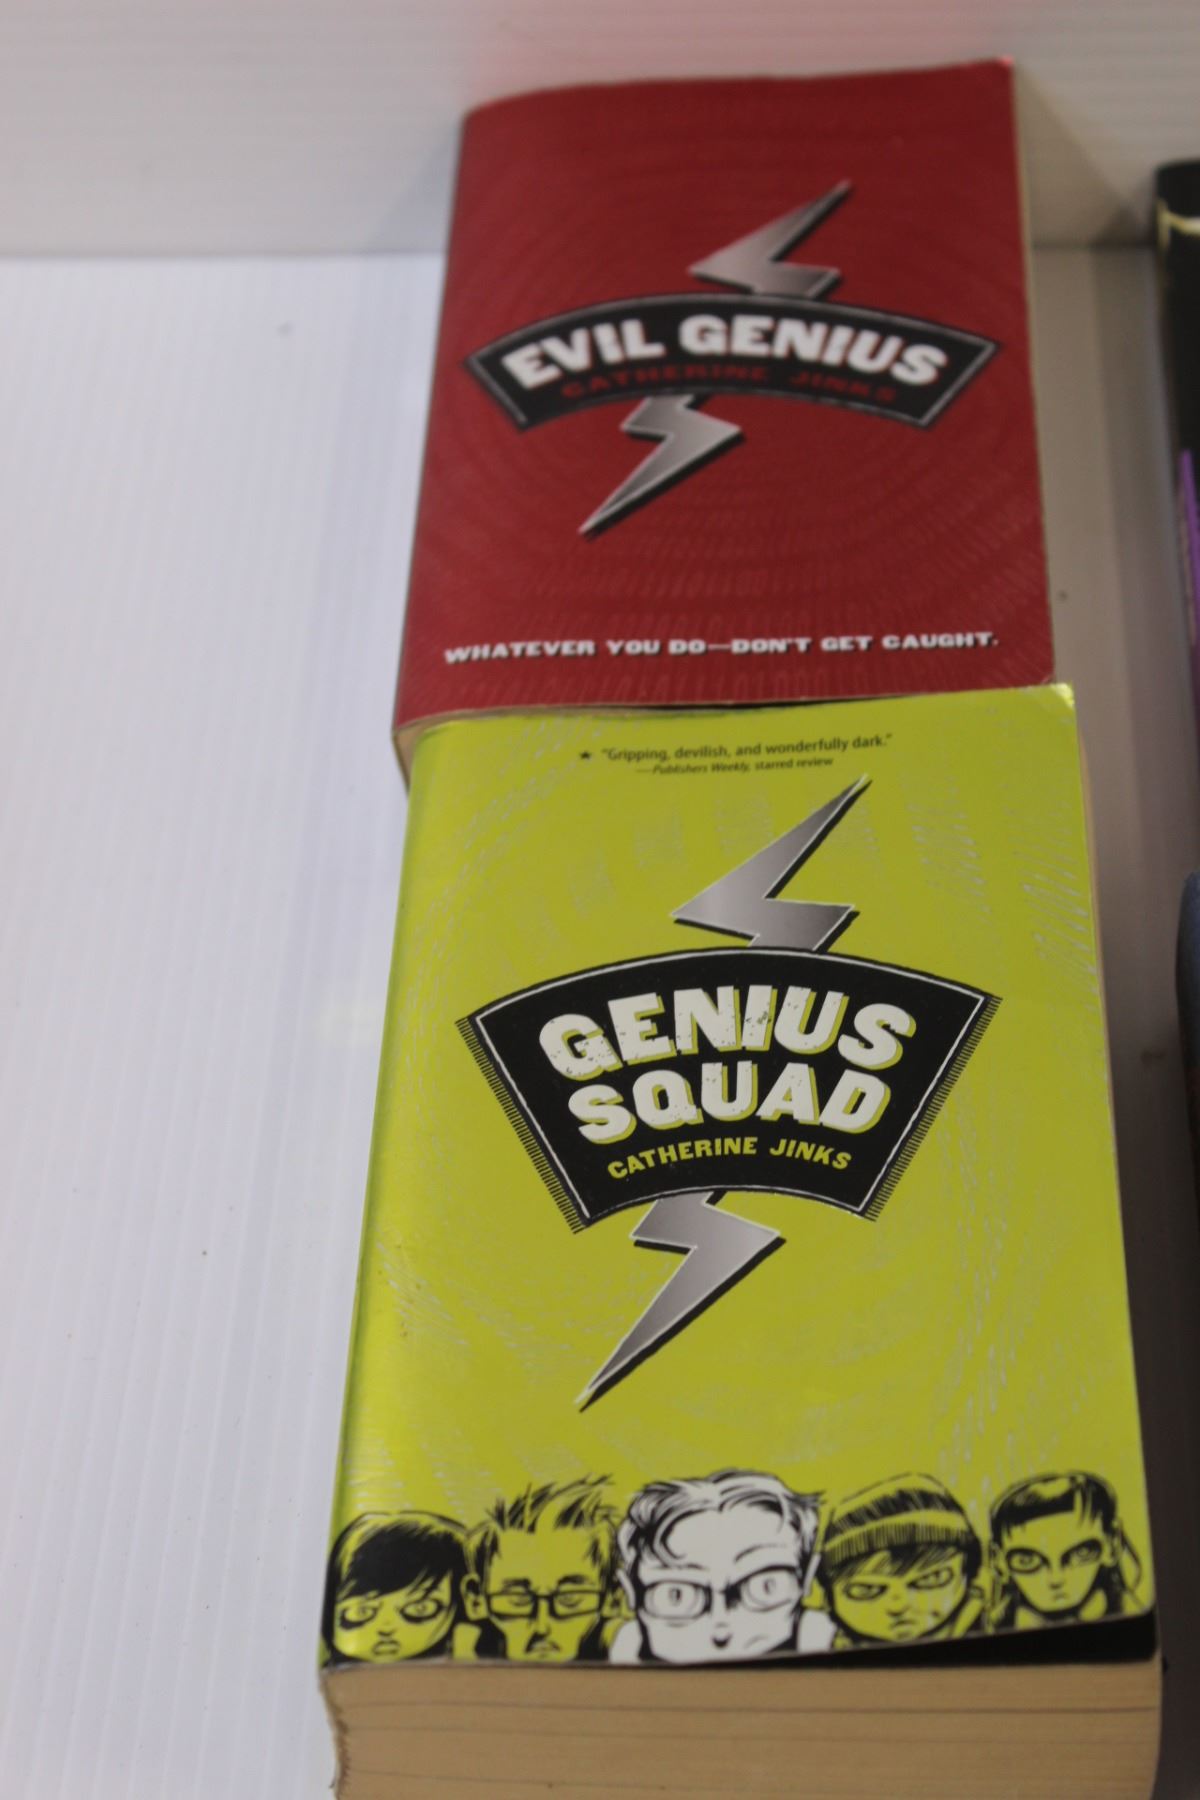 EVIL GENIUS
CATHERINE JINKS
WHATEVER YOU DO—DON'T GET CAUGHT.
★ "Gripping, devilish, and wonderfully dark."
—Publishers Weekly, starred review
GENIUS
SQUAD
CATHERINE JINKS